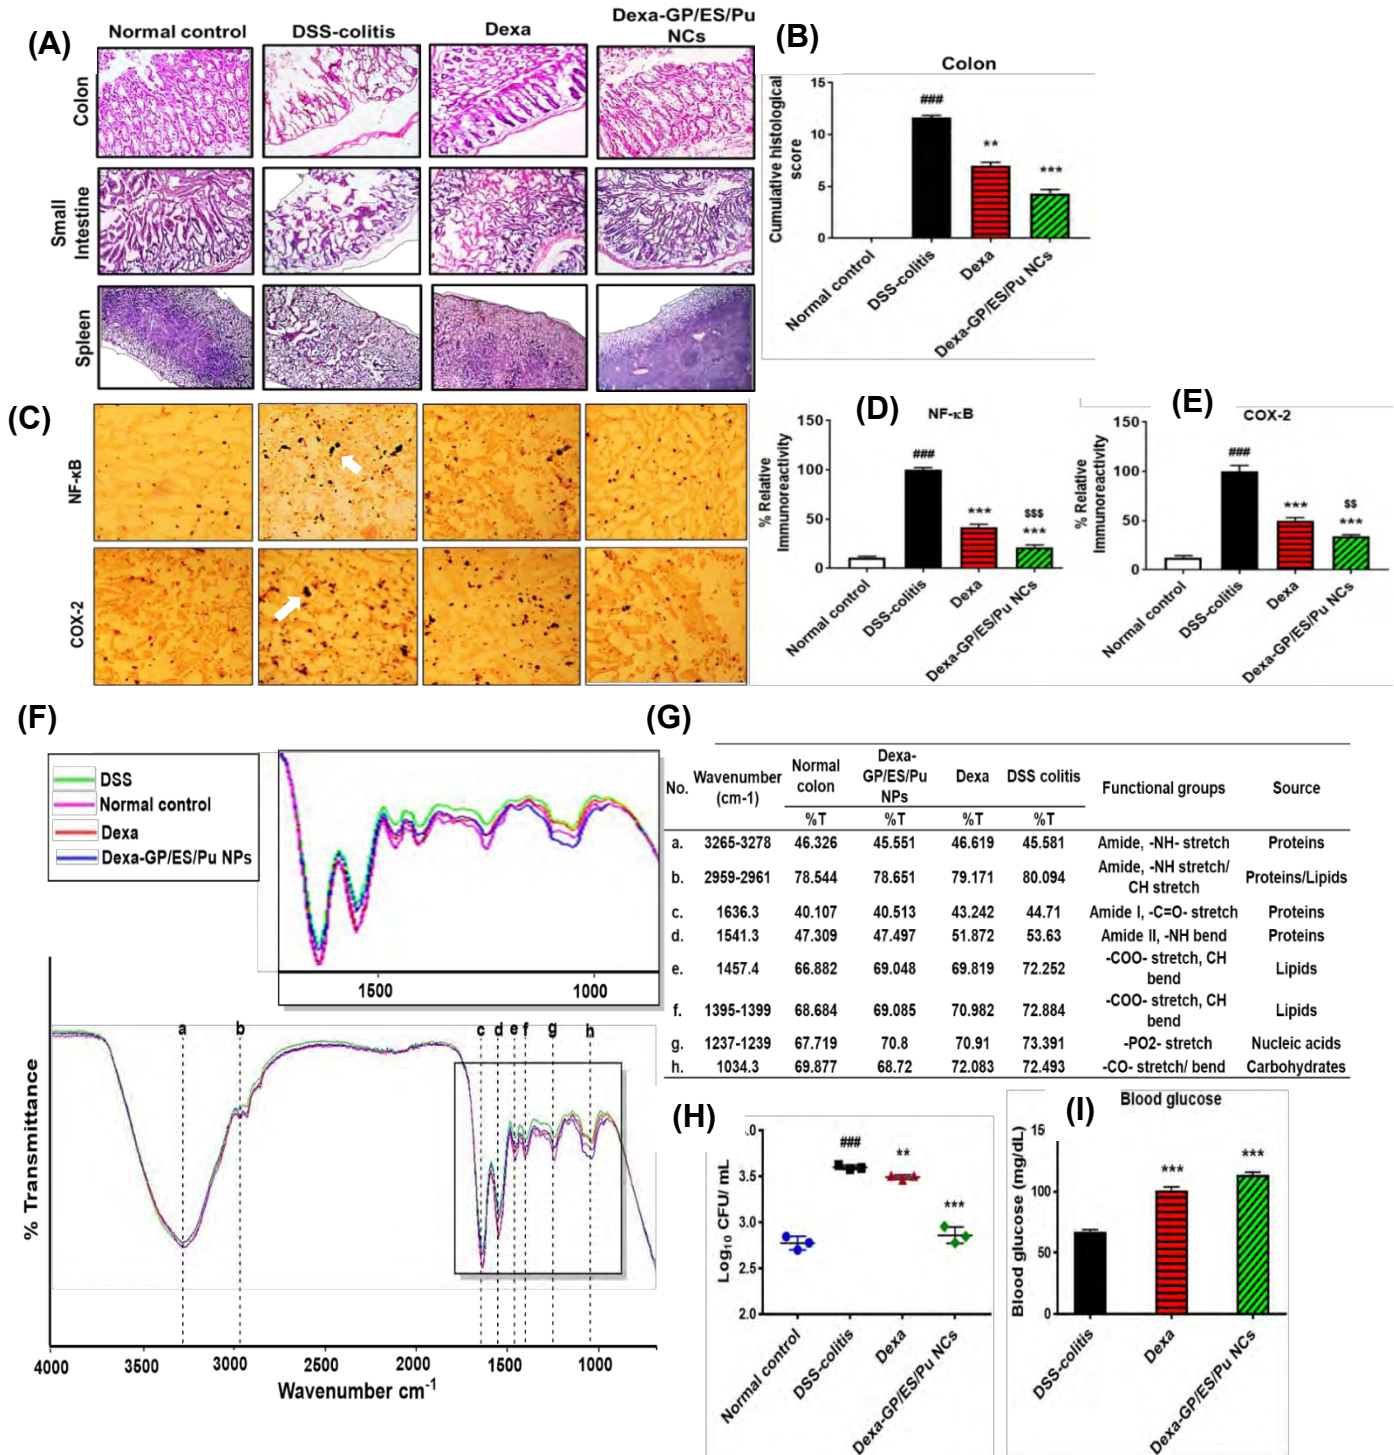 (A)
Normal control
DSS-colitis
Dexa
Dexa-GP/ES/Pu
NCs
Colon
Small
Intestine
Spleen
(B)
Colon
Cumulative histological
score
15
10
5
0
###
**
***
Normal control
DSS-colitis
Dexa
Dexa-GP/ES/Pu NCs
(C)
NF-κB
COX-2
(D)
NF-κB
% Relative
Immunoreactivity
150
100
50
0
###
***
$$$
***
Normal control
DSS-colitis
Dexa
Dexa-GP/ES/Pu NCs
(E)
COX-2
% Relative
Immunoreactivity
150
100
50
0
###
***
$$
***
Normal control
DSS-colitis
Dexa
Dexa-GP/ES/Pu NCs
(F)
DSS
Normal control
Dexa
Dexa-GP/ES/Pu NPs
1500
1000
a
b
c
d
e
f
g
h
% Transmittance
4000
3500
3000
2500
2000
1500
1000
Wavenumber cm-1
(G)
No. Wavenumber (cm-1) Normal colon Dexa-GP/ES/Pu NPs Dexa DSS colitis Functional groups Source
%T %T %T %T
a. 3265-3278 46.326 45.551 46.619 45.581 Amide, -NH- stretch Proteins
b. 2959-2961 78.544 78.651 79.171 80.094 Amide, -NH stretch/ CH stretch Proteins/Lipids
c. 1636.3 40.107 40.513 43.242 44.71 Amide I, -C=O- stretch Proteins
d. 1541.3 47.309 47.497 51.872 53.63 Amide II, -NH bend Proteins
e. 1457.4 66.882 69.048 69.819 72.252 -COO- stretch, CH bend Lipids
f. 1395-1399 68.684 69.085 70.982 72.884 -COO- stretch, CH bend Lipids
g. 1237-1239 67.719 70.8 70.91 73.391 -PO2- stretch Nucleic acids
h. 1034.3 69.877 68.72 72.083 72.493 -CO- stretch/ bend Carbohydrates
(H)
Log10 CFU/ mL
3.5
3.0
2.5
2.0
###
**
***
Normal control
DSS-colitis
Dexa
Dexa-GP/ES/Pu NCs
(I)
Blood glucose
Blood glucose (mg/dL)
15
100
50
0
***
***
DSS-colitis
Dexa
Dexa-GP/ES/Pu NCs